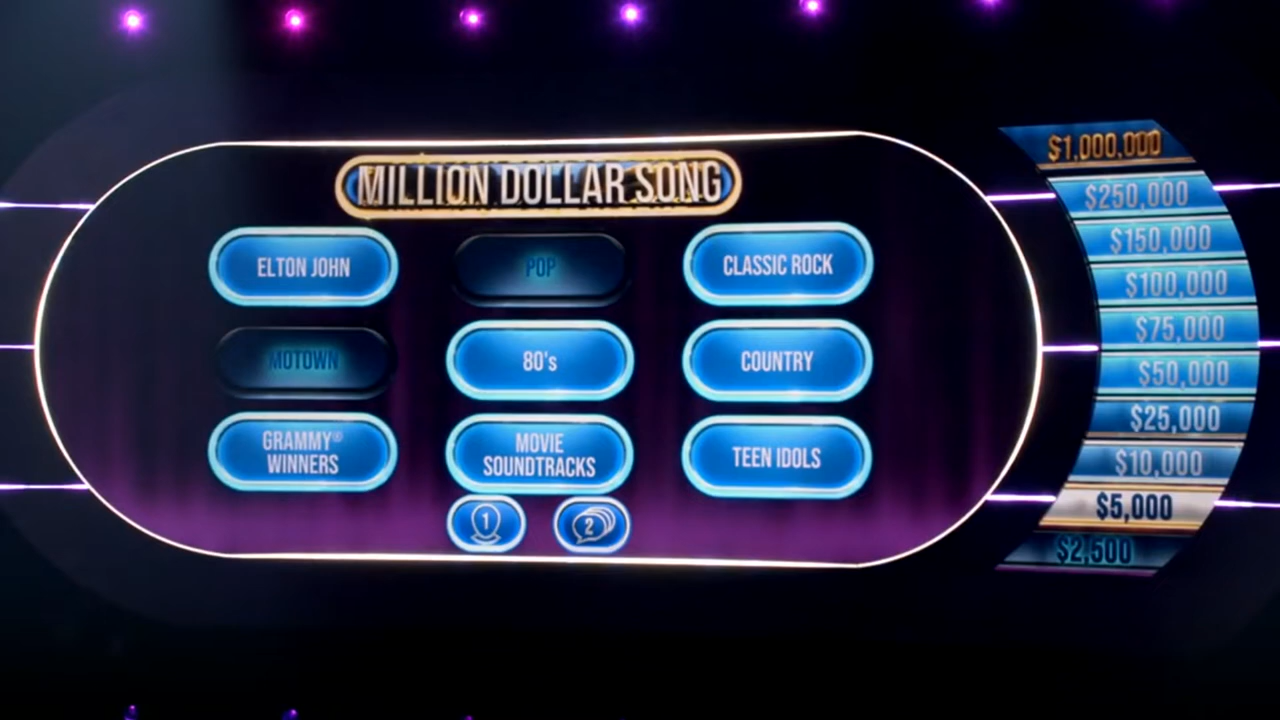 MILLION DOLLAR SONG
ELTON JOHN
POP
CLASSIC ROCK
MOTOWN
80's
COUNTRY
GRAMMY®
WINNERS
MOVIE
SOUNDTRACKS
TEEN IDOLS
1
2
$1,000,000
$250,000
$150,000
$100,000
$75,000
$50,000
$25,000
$10,000
$5,000
$2,500